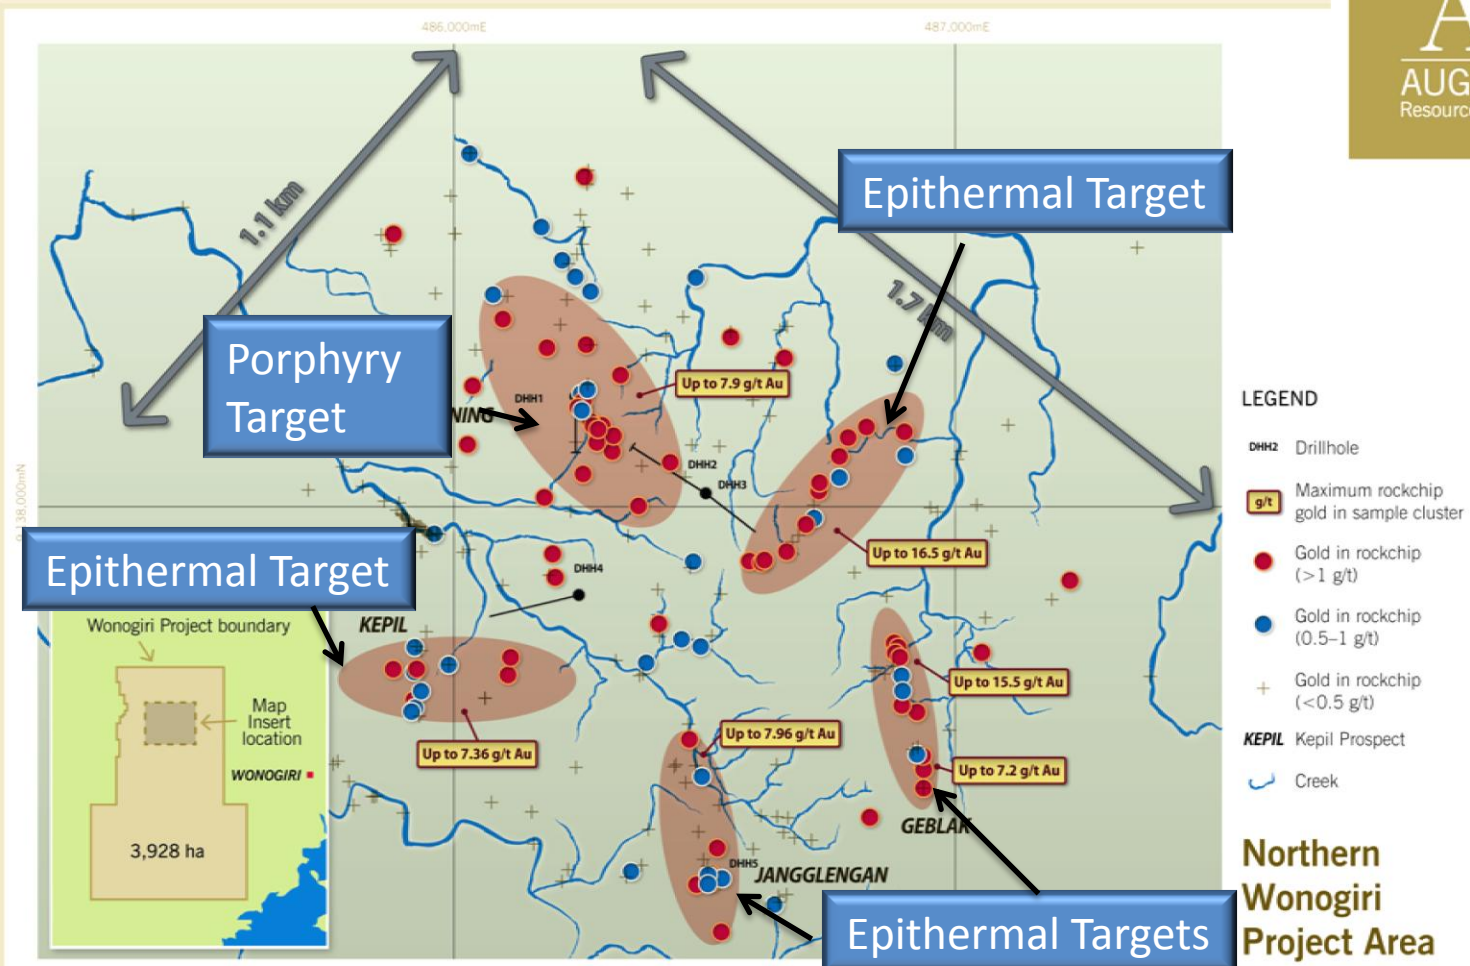 486,000mE
487,000mE
A
AUG
Resourc
1.1 km
Epithermal Target
1.7 km
Porphyry
Target
NING
DHH1
Up to 7.9 g/t Au
DHH2
DHH3
138,000mN
Up to 16.5 g/t Au
Epithermal Target
DHH4
KEPIL
Up to 7.36 g/t Au
Up to 15.5 g/t Au
Up to 7.96 g/t Au
Up to 7.2 g/t Au
GEBLAK
DHH5
JANGGLENGAN
Epithermal Targets
Wonogiri Project boundary
Map
Insert
location
WONOGIRI
3,928 ha
LEGEND
DHH2 Drillhole
g/t Maximum rockchip
gold in sample cluster
Gold in rockchip
(>1 g/t)
Gold in rockchip
(0.5–1 g/t)
Gold in rockchip
(<0.5 g/t)
KEPIL Kepil Prospect
Creek
Northern
Wonogiri
Project Area